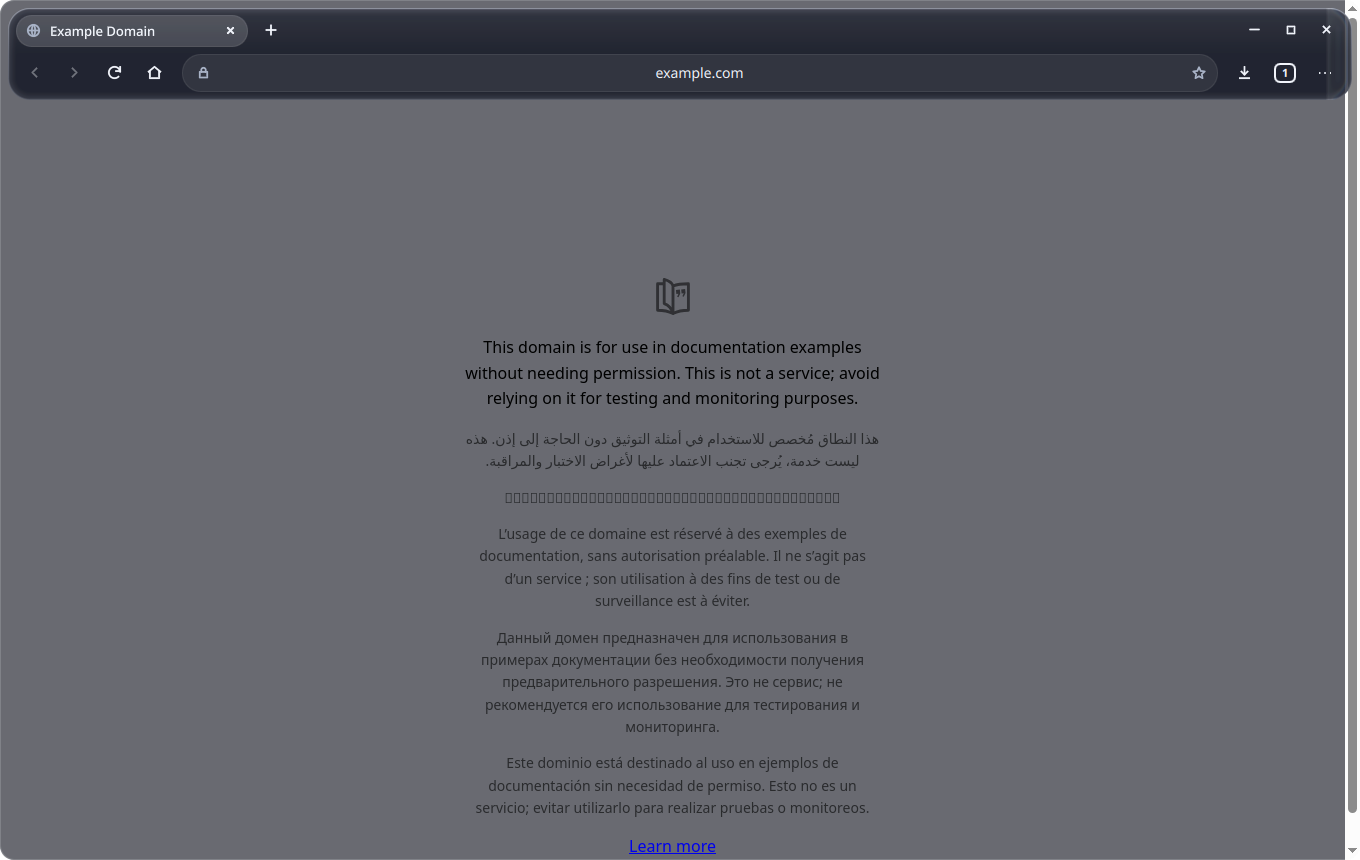 Example Domain
example.com
1
This domain is for use in documentation examples
without needing permission. This is not a service; avoid
relying on it for testing and monitoring purposes.
هذا النطاق مُخصص للاستخدام في أمثلة التوثيق دون الحاجة إلى إذن. هذه
ليست خدمة، يُرجى تجنب الاعتماد عليها لأغراض الاختبار والمراقبة.
L’usage de ce domaine est réservé à des exemples de
documentation, sans autorisation préalable. Il ne s’agit pas
d’un service ; son utilisation à des fins de test ou de
surveillance est à éviter.
Данный домен предназначен для использования в
примерах документации без необходимости получения
предварительного разрешения. Это не сервис; не
рекомендуется его использование для тестирования и
мониторинга.
Este dominio está destinado al uso en ejemplos de
documentación sin necesidad de permiso. Esto no es un
servicio; evitar utilizarlo para realizar pruebas o monitoreos.
Learn more